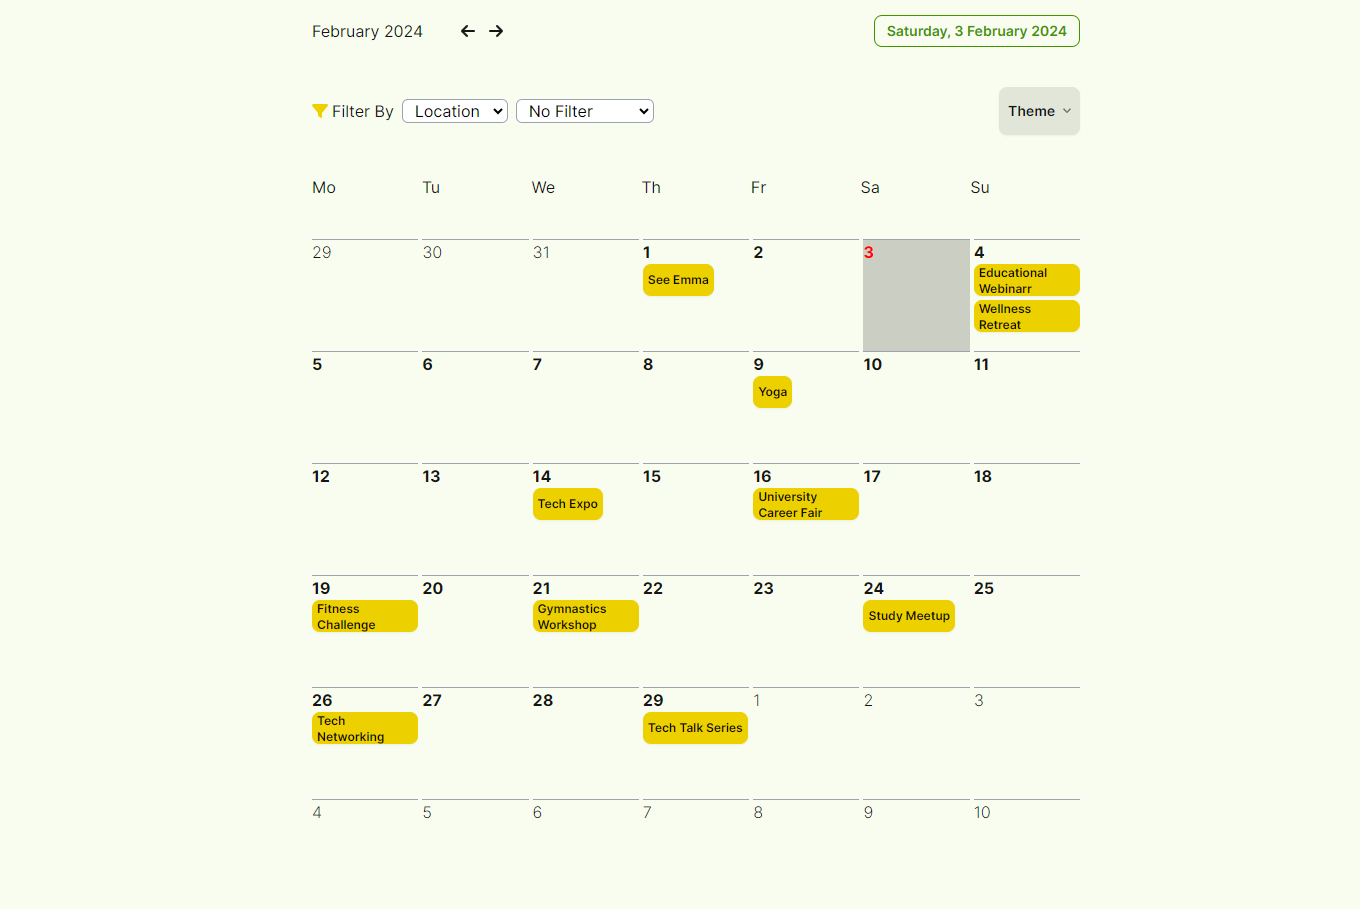 February 2024
Saturday, 3 February 2024
Filter By Location No Filter
Theme
Mo Tu We Th Fr Sa Su
29 30 31 1 2 3 4
See Emma
Educational
Webinarr
Wellness
Retreat
5 6 7 8 9 10 11
Yoga
12 13 14 15 16 17 18
Tech Expo
University
Career Fair
19 20 21 22 23 24 25
Fitness
Challenge
Gymnastics
Workshop
Study Meetup
26 27 28 29 1 2 3
Tech
Networking
Tech Talk Series
4 5 6 7 8 9 10